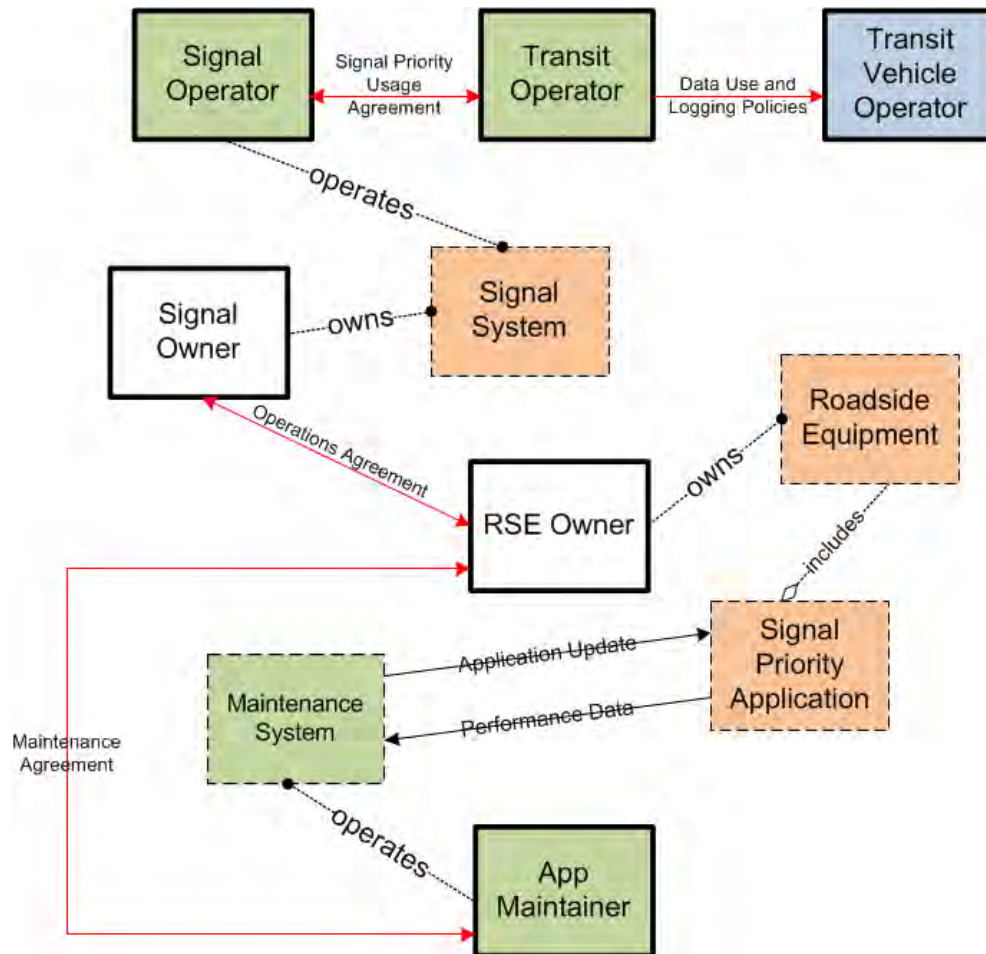 Signal
Operator
Signal Priority
Usage
Agreement
Transit
Operator
Data Use and
Logging Policies
Transit
Vehicle
Operator
operates
Signal
Owner
owns
Signal
System
Roadside
Equipment
Operations Agreement
owns
RSE Owner
includes
Signal
Priority
Application
Application Update
Maintenance
System
Performance Data
Maintenance
Agreement
operates
App
Maintainer